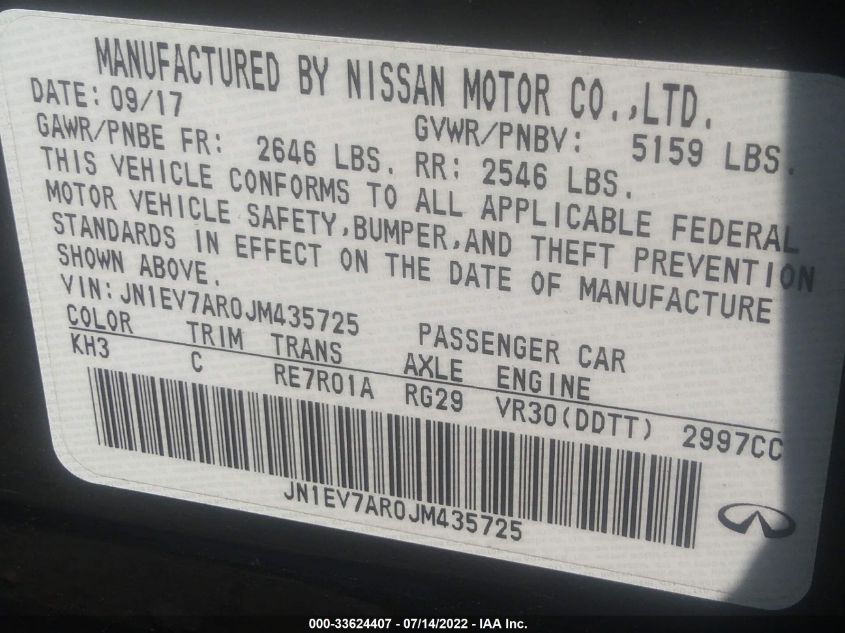 MANUFACTURED BY NISSAN MOTOR CO.,LTD.
DATE: 09/17
GVWR/PNBV: 5159 LBS.
GAWR/PNBE FR: 2646 LBS. RR: 2546 LBS.
THIS VEHICLE CONFORMS TO ALL APPLICABLE FEDERAL
MOTOR VEHICLE SAFETY,BUMPER,AND THEFT PREVENTION
STANDARDS IN EFFECT ON THE DATE OF MANUFACTURE
SHOWN ABOVE.
VIN:JN1EV7AR0JM435725 PASSENGER CAR
COLOR TRIM TRANS AXLE ENGINE
KH3 C RE7R01A RG29 VR30(DDTT) 2997CC
JN1EV7AR0JM435725
000-33624407 - 07/14/2022 - IAA Inc.